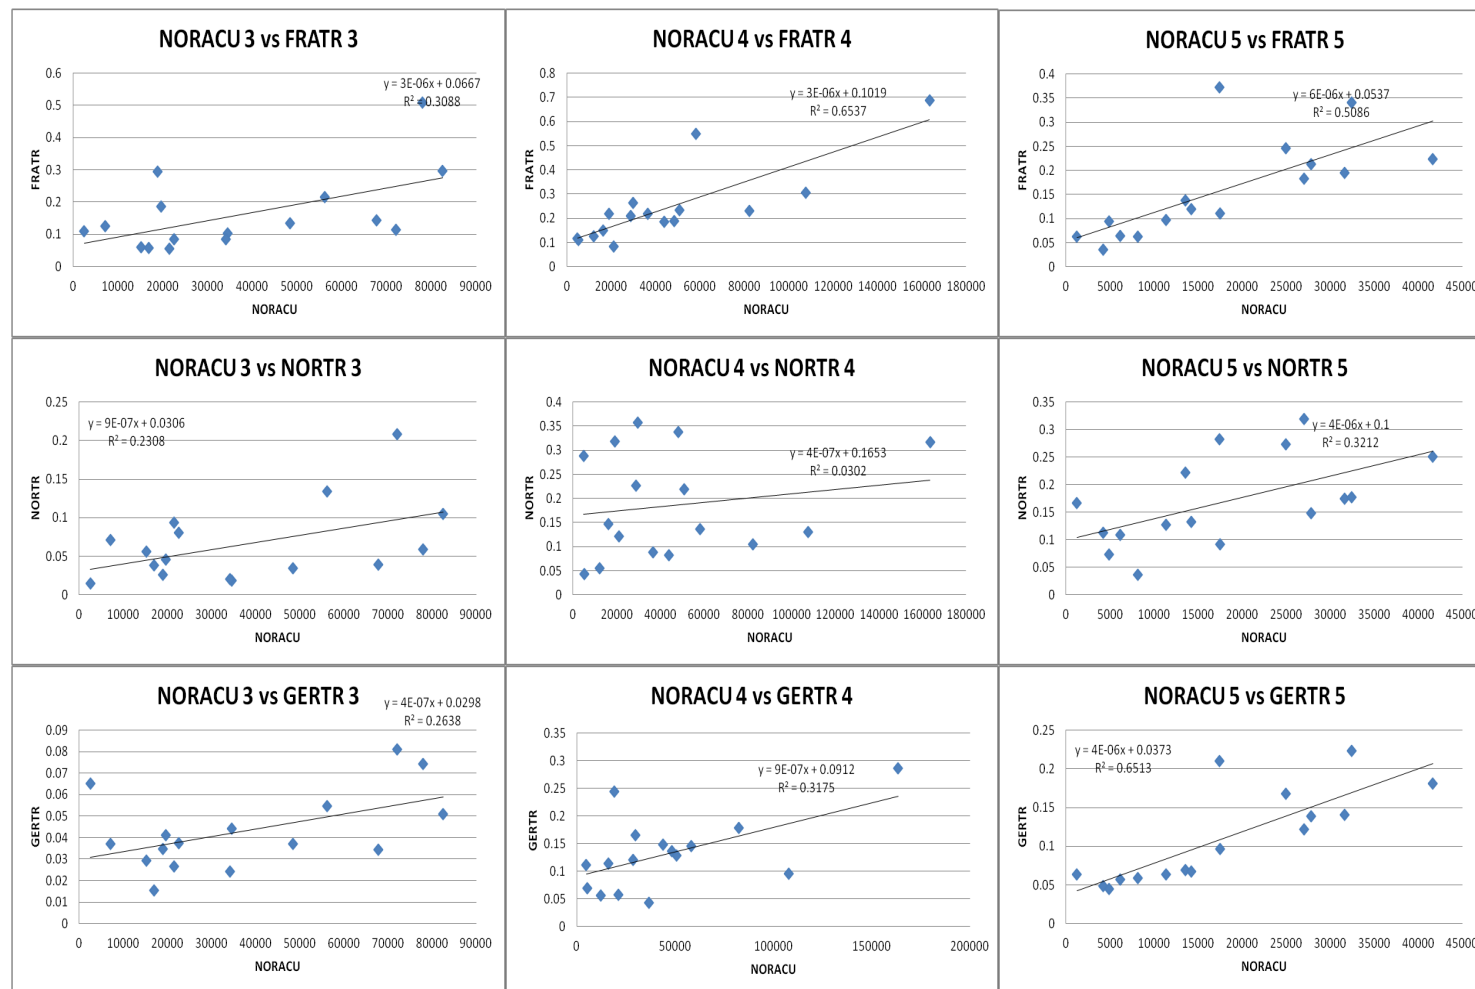 NORACU 3 vs FRATR 3
y = 3E-06x + 0.0667
R² = 0.3088
0.6
0.5
0.4
0.3
0.2
0.1
0
FRATR
0 10000 20000 30000 40000 50000 60000 70000 80000 90000
NORACU
NORACU 4 vs FRATR 4
y = 3E-06x + 0.1019
R² = 0.6537
0.8
0.7
0.6
0.5
0.4
0.3
0.2
0.1
0
FRATR
0 20000 40000 60000 80000 100000 120000 140000 160000 180000
NORACU
NORACU 5 vs FRATR 5
y = 6E-06x + 0.0537
R² = 0.5086
0.4
0.35
0.3
0.25
0.2
0.15
0.1
0.05
0
FRATR
0 5000 10000 15000 20000 25000 30000 35000 40000 45000
NORACU
NORACU 3 vs NORTR 3
y = 9E-07x + 0.0306
R² = 0.2308
0.25
0.2
0.15
0.1
0.05
0
NORTR
0 10000 20000 30000 40000 50000 60000 70000 80000 90000
NORACU
NORACU 4 vs NORTR 4
y = 4E-07x + 0.1653
R² = 0.0302
0.4
0.35
0.3
0.25
0.2
0.15
0.1
0.05
0
NORTR
0 20000 40000 60000 80000 100000 120000 140000 160000 180000
NORACU
NORACU 5 vs NORTR 5
y = 4E-06x + 0.1
R² = 0.3212
0.35
0.3
0.25
0.2
0.15
0.1
0.05
0
NORTR
0 5000 10000 15000 20000 25000 30000 35000 40000 45000
NORACU
NORACU 3 vs GERTR 3
y = 4E-07x + 0.0298
R² = 0.2638
0.09
0.08
0.07
0.06
0.05
0.04
0.03
0.02
0.01
0
GERTR
0 10000 20000 30000 40000 50000 60000 70000 80000 90000
NORACU
NORACU 4 vs GERTR 4
y = 9E-07x + 0.0912
R² = 0.3175
0.35
0.3
0.25
0.2
0.15
0.1
0.05
0
GERTR
0 50000 100000 150000 200000
NORACU
NORACU 5 vs GERTR 5
y = 4E-06x + 0.0373
R² = 0.6513
0.25
0.2
0.15
0.1
0.05
0
GERTR
0 5000 10000 15000 20000 25000 30000 35000 40000 45000
NORACU